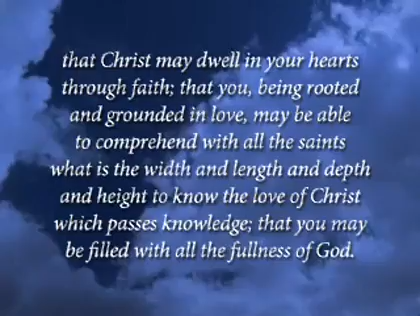 that Christ may dwell in your hearts
through faith; that you, being rooted
and grounded in love, may be able
to comprehend with all the saints
what is the width and length and depth
and height to know the love of Christ
which passes knowledge; that you may
be filled with all the fullness of God.